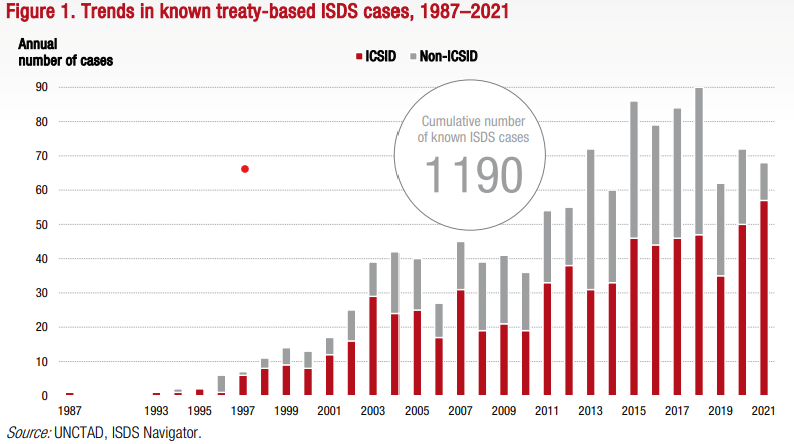 Figure 1. Trends in known treaty-based ISDS cases, 1987–2021
Annual
number of cases
ICSID Non-ICSID
90
80
70
60
50
40
30
20
10
0
Cumulative number
of known ISDS cases
1190
1987 1993 1995 1997 1999 2001 2003 2005 2007 2009 2011 2013 2015 2017 2019 2021
Source: UNCTAD, ISDS Navigator.